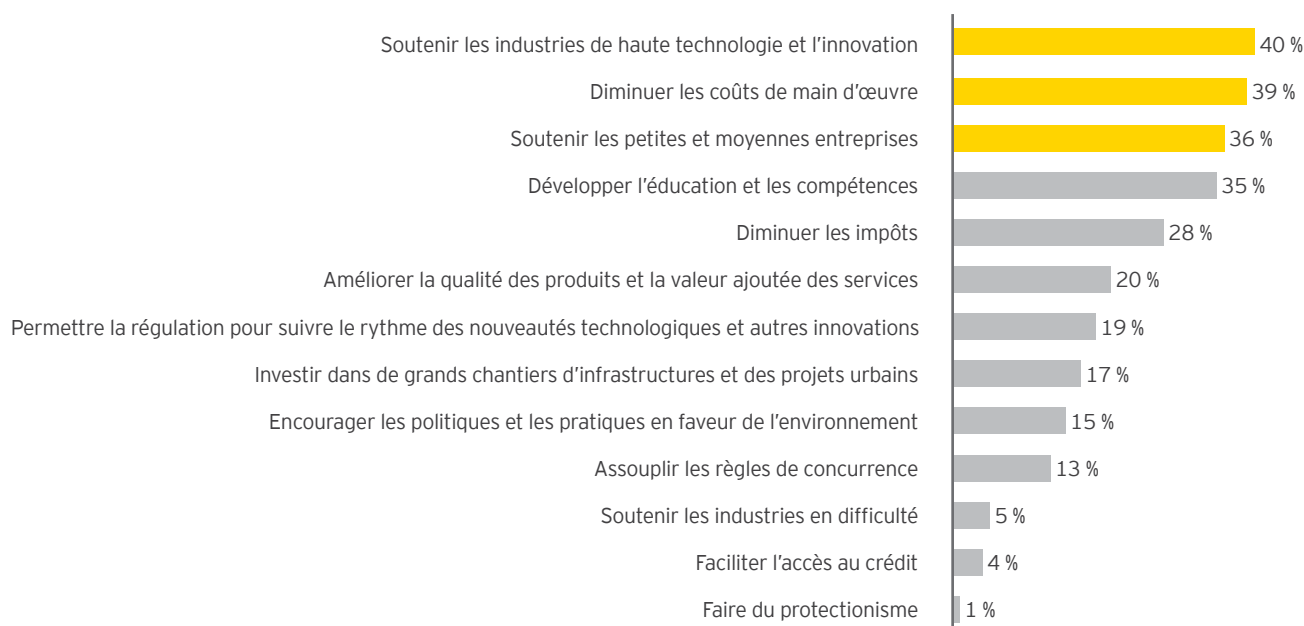 Soutenir les industries de haute technologie et l'innovation 40 %
Diminuer les coûts de main d'œuvre 39 %
Soutenir les petites et moyennes entreprises 36 %
Développer l'éducation et les compétences 35 %
Diminuer les impôts 28 %
Améliorer la qualité des produits et la valeur ajoutée des services 20 %
Permettre la régulation pour suivre le rythme des nouveautés technologiques et autres innovations 19 %
Investir dans de grands chantiers d'infrastructures et des projets urbains 17 %
Encourager les politiques et les pratiques en faveur de l'environnement 15 %
Assouplir les règles de concurrence 13 %
Soutenir les industries en difficulté 5 %
Faciliter l'accès au crédit 4 %
Faire du protectionisme 1 %